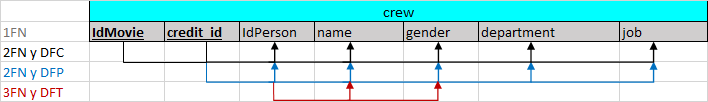 crew
1FN IdMovie credit_id IdPerson name gender department job
2FN y DFC
2FN y DFP
3FN y DFT